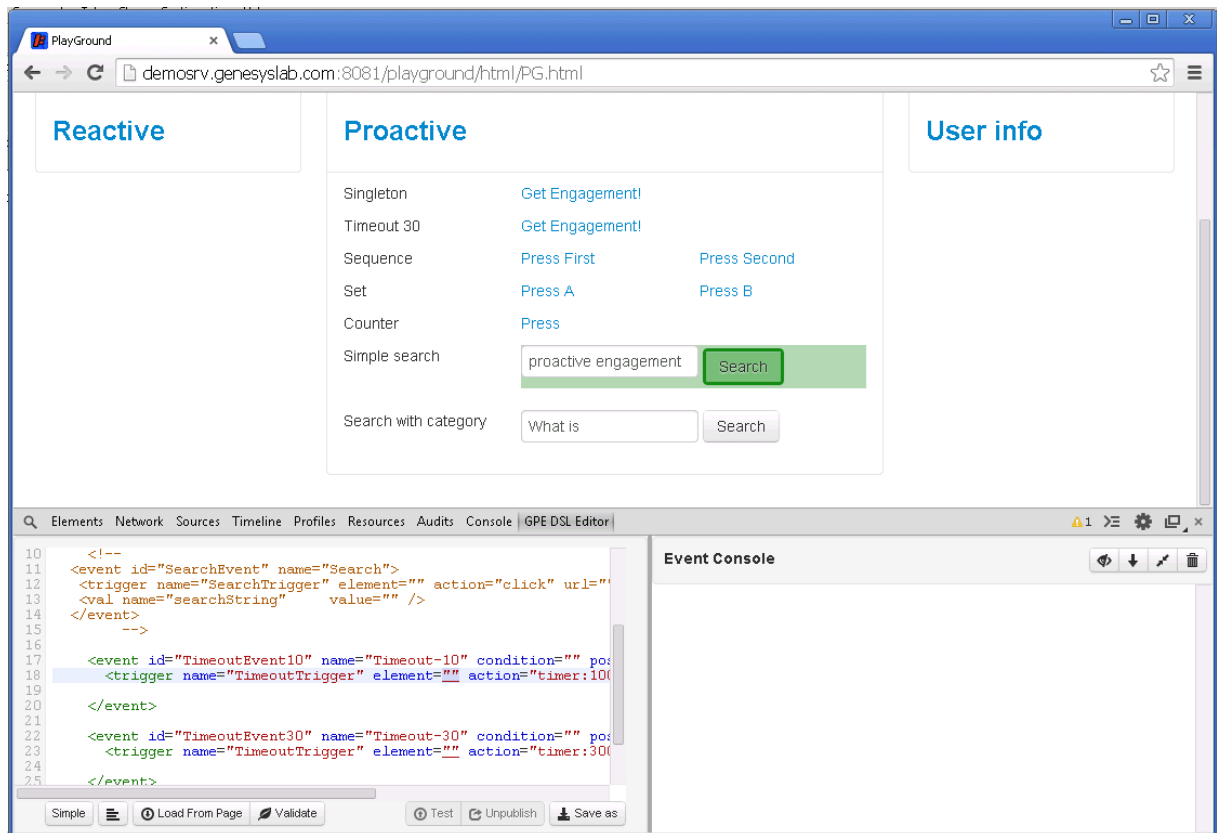 PlayGround
demosrv.genesyslab.com:8081/playground/html/PG.html
Reactive
Proactive
User info
Singleton Get Engagement!
Timeout 30 Get Engagement!
Sequence Press First Press Second
Set Press A Press B
Counter Press
Simple search proactive engagement Search
Search with category What is Search
Elements Network Sources Timeline Profiles Resources Audits Console GPE DSL Editor 1
10 <!--
11 <event id="SearchEvent" name="Search">
12 <trigger name="SearchTrigger" element="" action="click" url="
13 <val name="searchString" value="" />
14 </event>
15 -->
16
17 <event id="TimeoutEvent10" name="Timeout-10" condition="" pos
18 <trigger name="TimeoutTrigger" element="" action="timer:100
19
20 </event>
21
22 <event id="TimeoutEvent30" name="Timeout-30" condition="" pos
23 <trigger name="TimeoutTrigger" element="" action="timer:300
24
25 </event>
Event Console
Simple Load From Page Validate Test Unpublish Save as